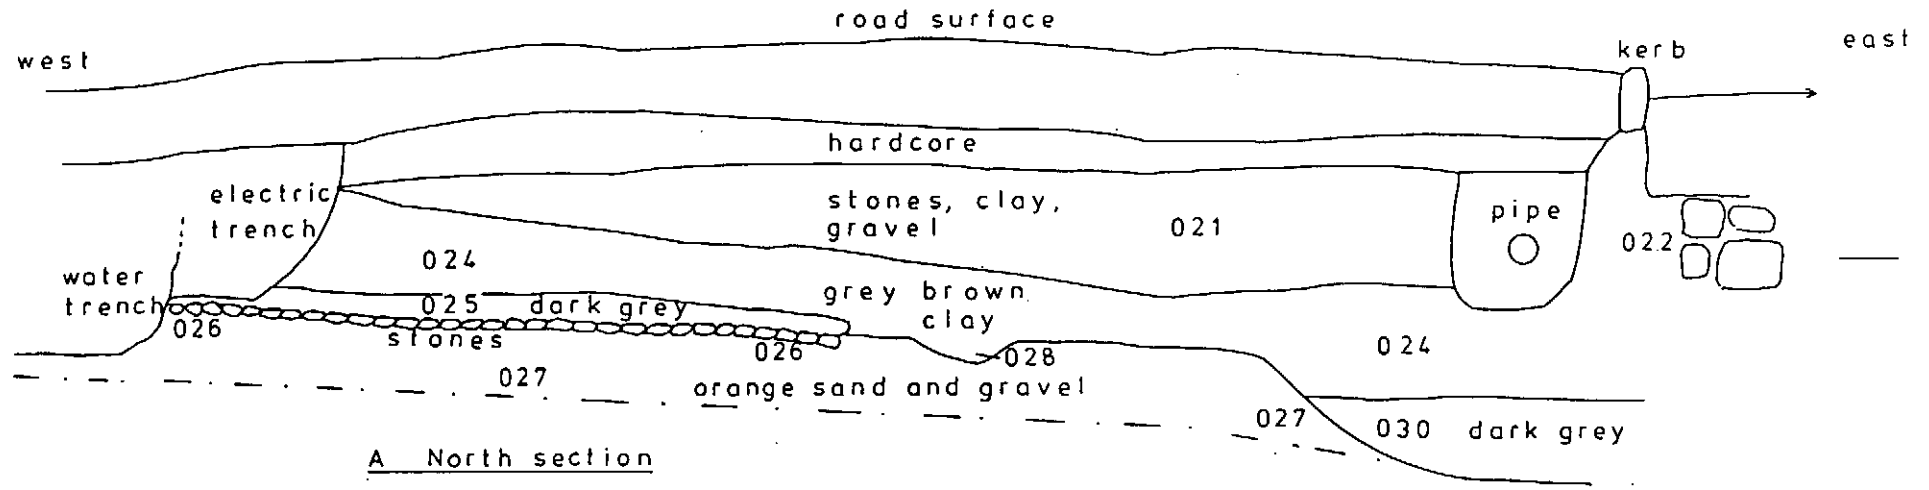 road surface
west
kerb
east
hardcore
electric
trench
stones, clay,
gravel
021
pipe
022
024
water
trench
025 dark grey
grey brown
clay
026
stones
026
028
024
027
orange sand and gravel
027
030 dark grey
A North section